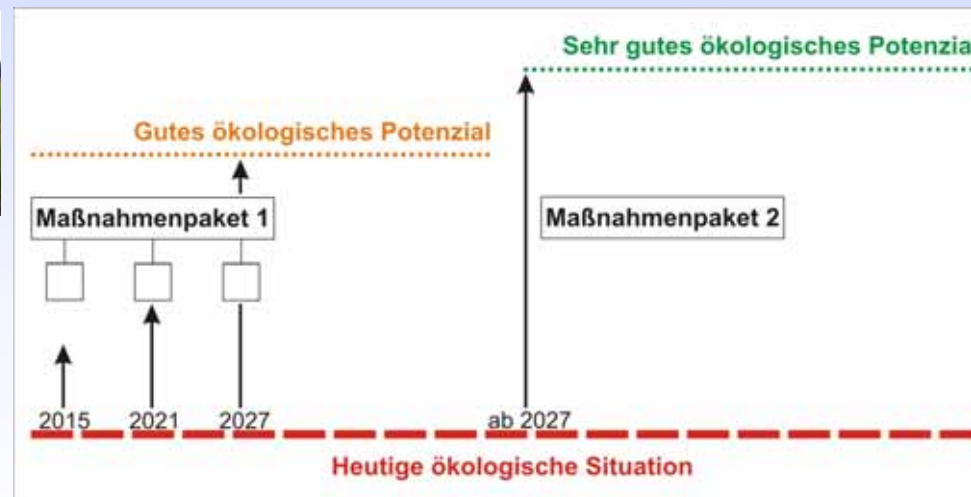 Sehr gutes ökologisches Potenzia
Gutes ökologisches Potenzial
Maßnahmenpaket 1
Maßnahmenpaket 2
2015 2021 2027 ab 2027
Heutige ökologische Situation